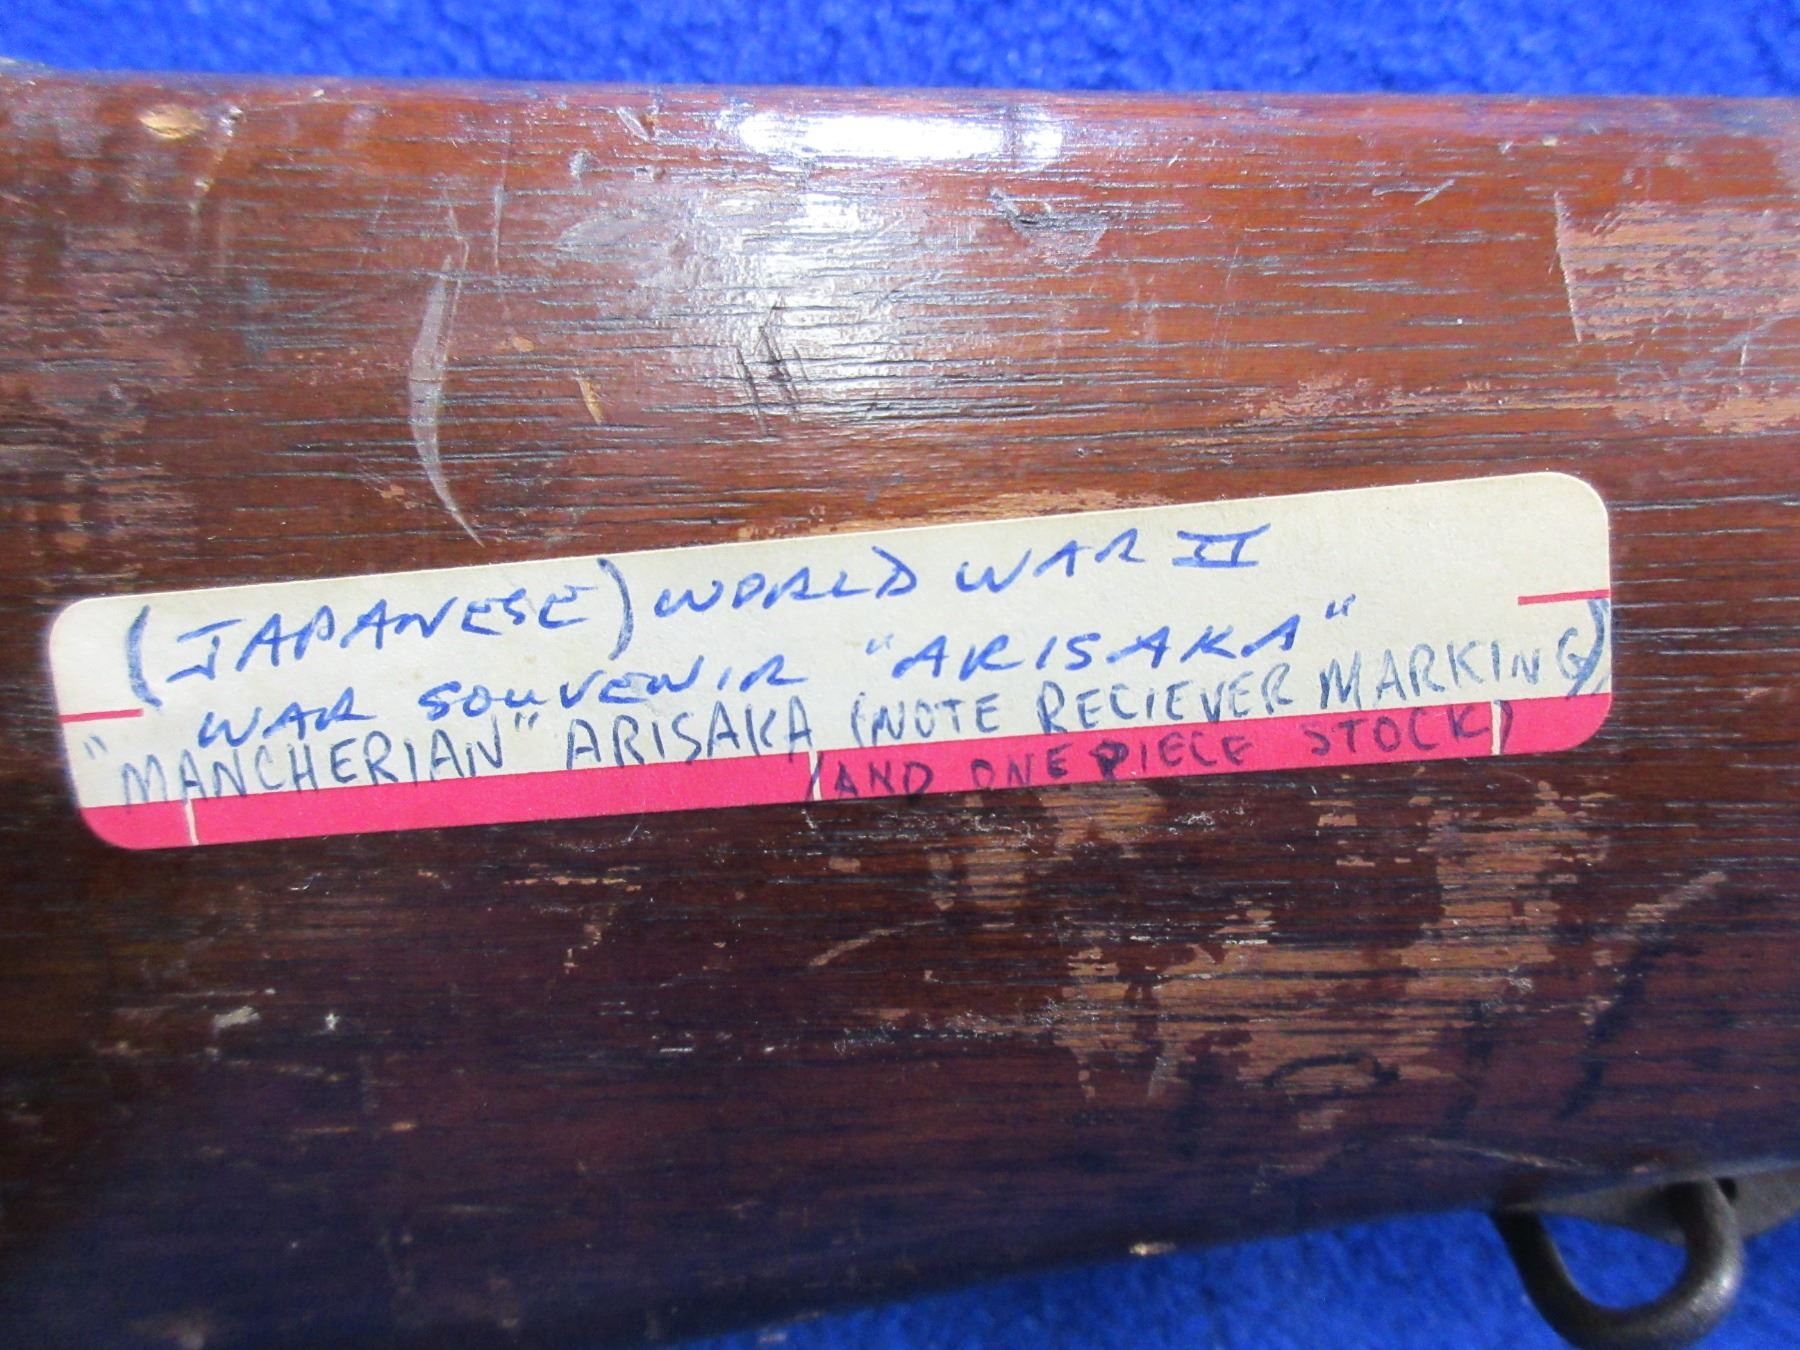 (JAPANESE) WORLD WAR II
WAR SOUVENIR "ARISAKA"
"MANCHERIAN" ARISAKA (NOTE RECIEVER MARKING)
(AND ONE PIECE STOCK)